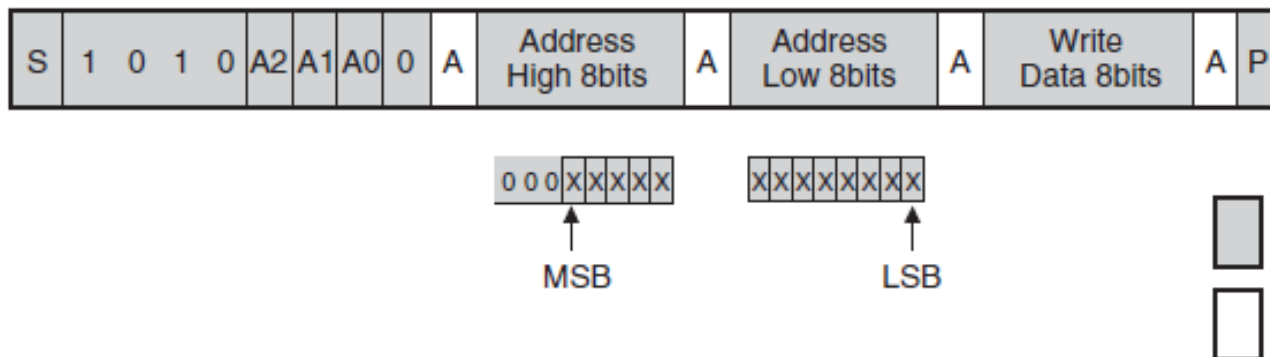 S 1 0 1 0 A2 A1 A0 0 A Address High 8bits A Address Low 8bits A Write Data 8bits A P
0 0 0 X X X X X X X X X X X X X
MSB LSB